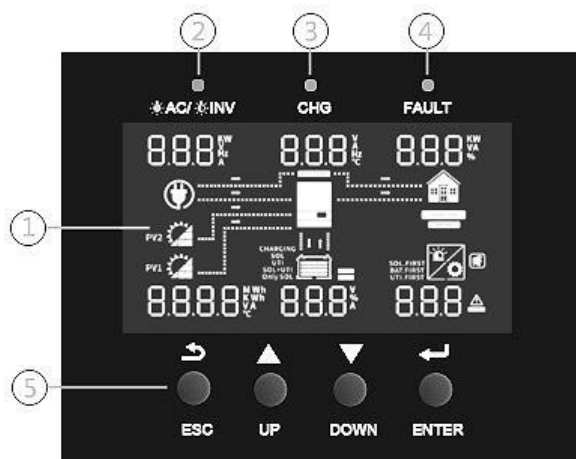 2 3 4
AC/ INV CHG FAULT
8.8.8 KW V Hz A 8.8.8 V A Hz ℃ 8.8.8 KW VA %
1
PV2
PV1
CHARGING
SOL
UTI
SOL+UTI
Only SOL
SOL.FIRST
BAT.FIRST
UTI.FIRST
8.8.8.8 MWh KWh VA ℃ 8.8.8 V % A 8.8.8
5
ESC UP DOWN ENTER